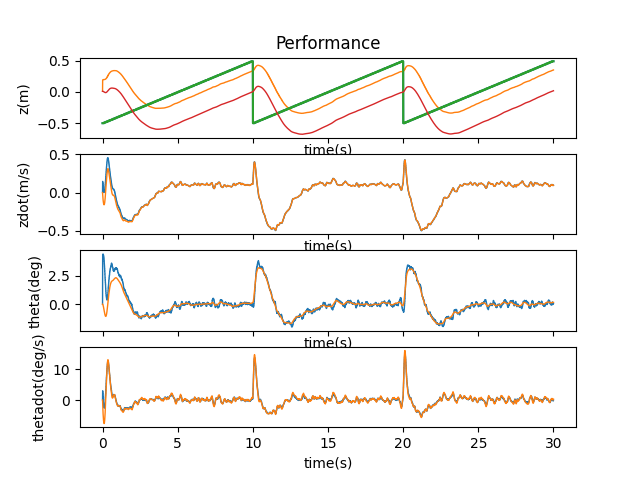 Performance
0.5
0.0
−0.5
z(m)
time(s)
0.5
0.0
−0.5
zdot(m/s)
time(s)
2.5
0.0
theta(deg)
time(s)
10
0
thetadot(deg/s)
0 5 10 15 20 25 30
time(s)